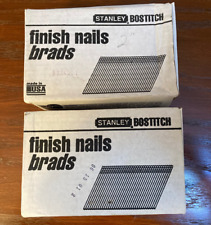 STANLEY BOSTITCH
finish nails
brads
made in
USA
STANLEY BOSTITCH
finish nails
brads